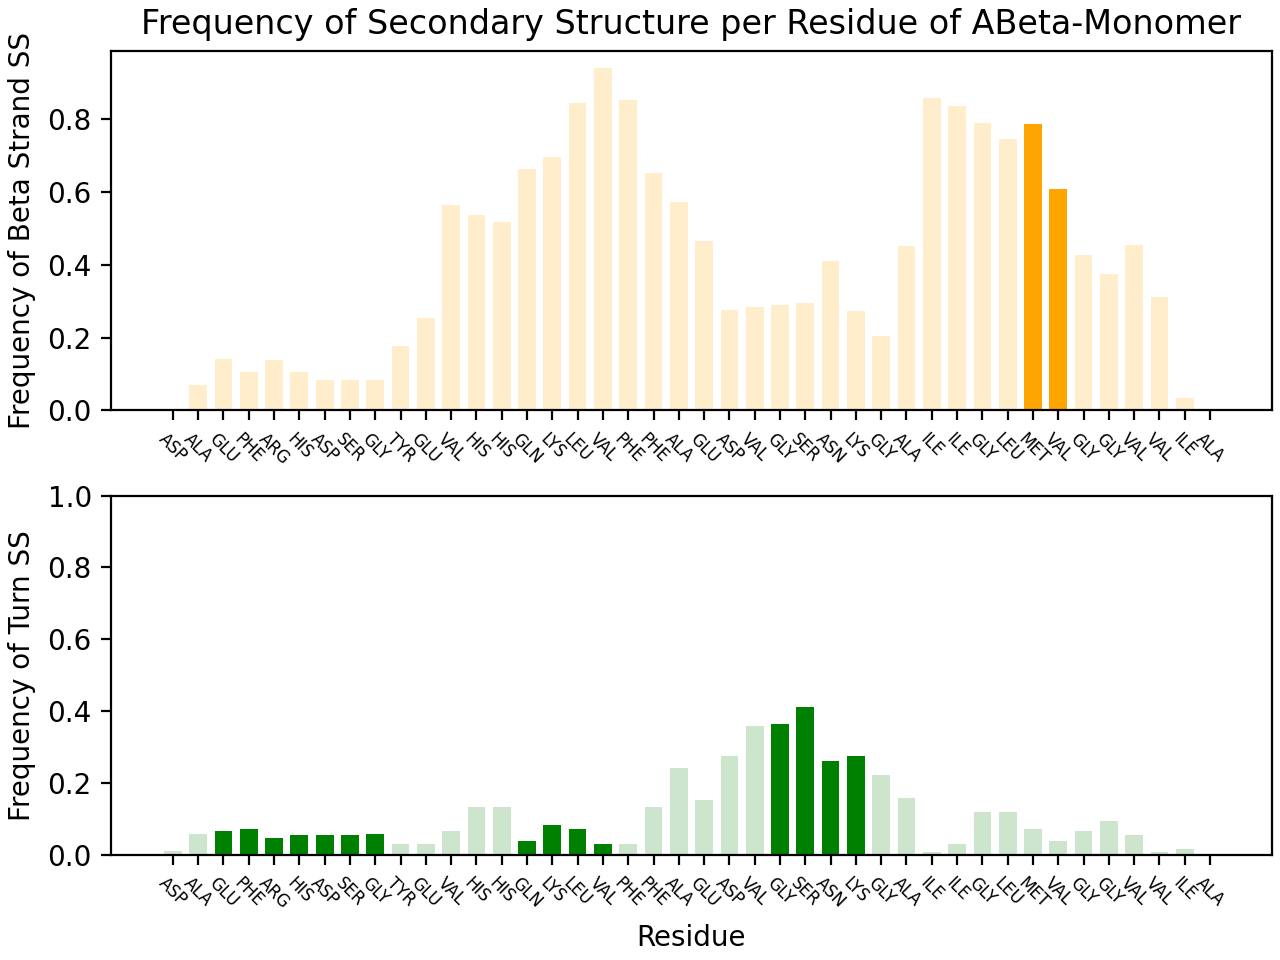 Frequency of Secondary Structure per Residue of ABeta-Monomer
Frequency of Beta Strand SS
0.8
0.6
0.4
0.2
0.0
ASP ALA GLU PHE ARG HIS ASP SER GLY TYR GLU VAL HIS HIS GLN LYS LEU VAL PHE PHE ALA GLU ASP VAL GLY SER ASN LYS GLY ALA ILE ILE GLY LEU MET VAL GLY GLY VAL VAL ILE ALA
Frequency of Turn SS
1.0
0.8
0.6
0.4
0.2
0.0
ASP ALA GLU PHE ARG HIS ASP SER GLY TYR GLU VAL HIS HIS GLN LYS LEU VAL PHE PHE ALA GLU ASP VAL GLY SER ASN LYS GLY ALA ILE ILE GLY LEU MET VAL GLY GLY VAL VAL ILE ALA
Residue